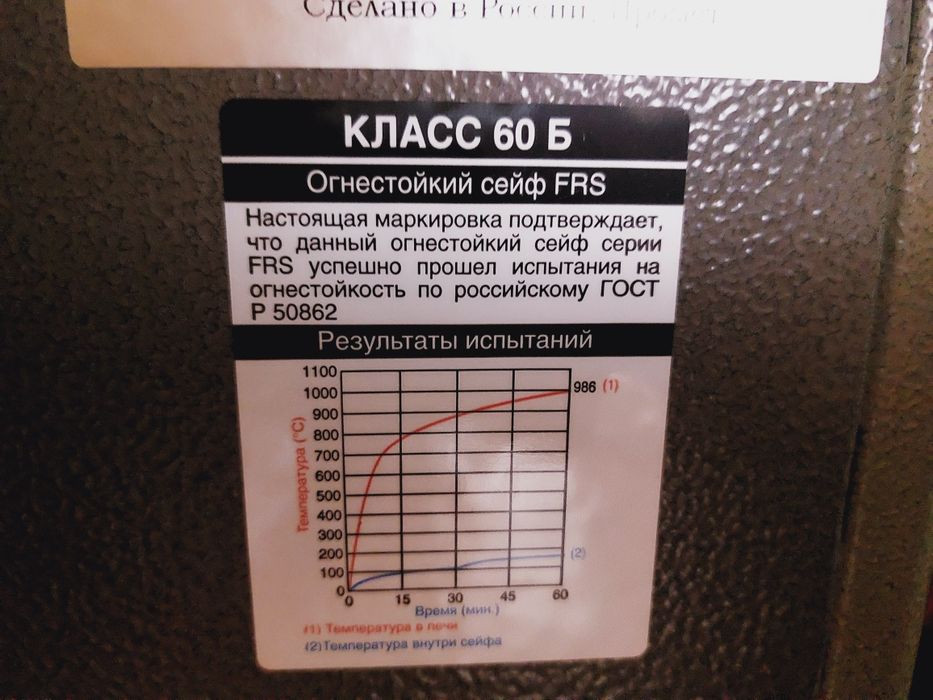 Сделано в России,
КЛАСС 60 Б
Огнестойкий сейф FRS
Настоящая маркировка подтверждает,
что данный огнестойкий сейф серии
FRS успешно прошел испытания на
огнестойкость по российскому ГОСТ
Р 50862
Результаты испытаний
1100
1000
900
800
700
600
500
400
300
200
100
0
Температура (°C)
986 (1)
(2)
0 15 30 45 60
Время (мин.)
(1) Температура в печи
(2) Температура внутри сейфа